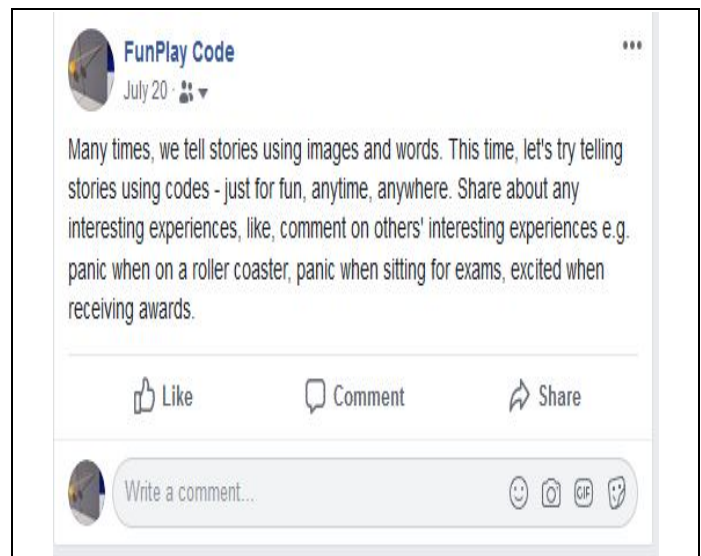 FunPlay Code
July 20 ·
Many times, we tell stories using images and words. This time, let's try telling
stories using codes - just for fun, anytime, anywhere. Share about any
interesting experiences, like, comment on others' interesting experiences e.g.
panic when on a roller coaster, panic when sitting for exams, excited when
receiving awards.
Like Comment Share
Write a comment... GIF